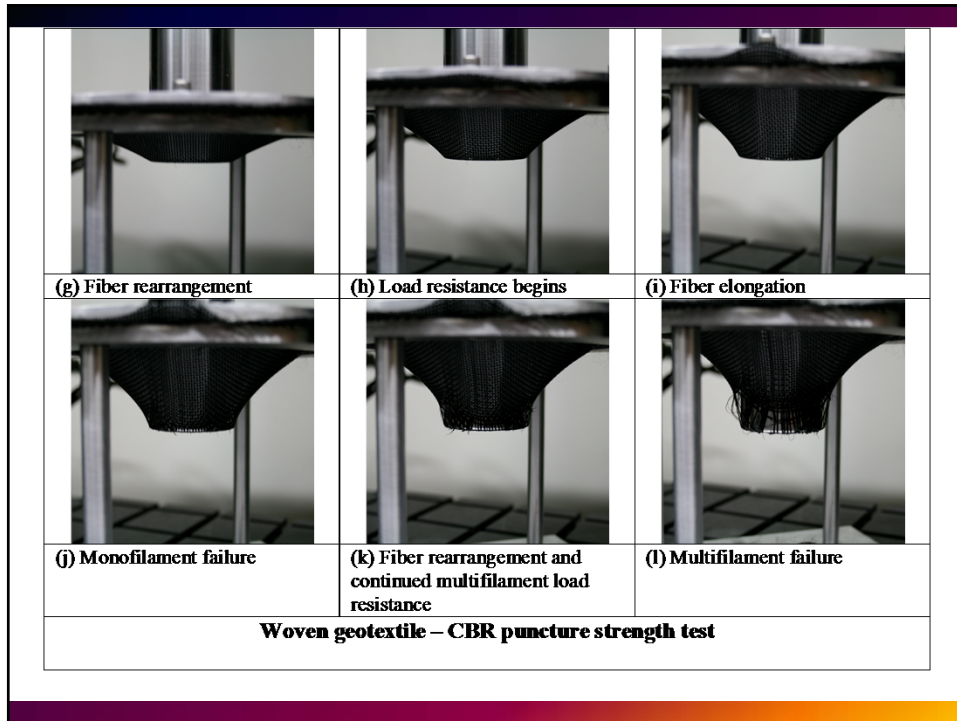 (g) Fiber rearrangement
(h) Load resistance begins
(i) Fiber elongation
(j) Monofilament failure
(k) Fiber rearrangement and
continued multifilament load
resistance
(l) Multifilament failure
Woven geotextile – CBR puncture strength test